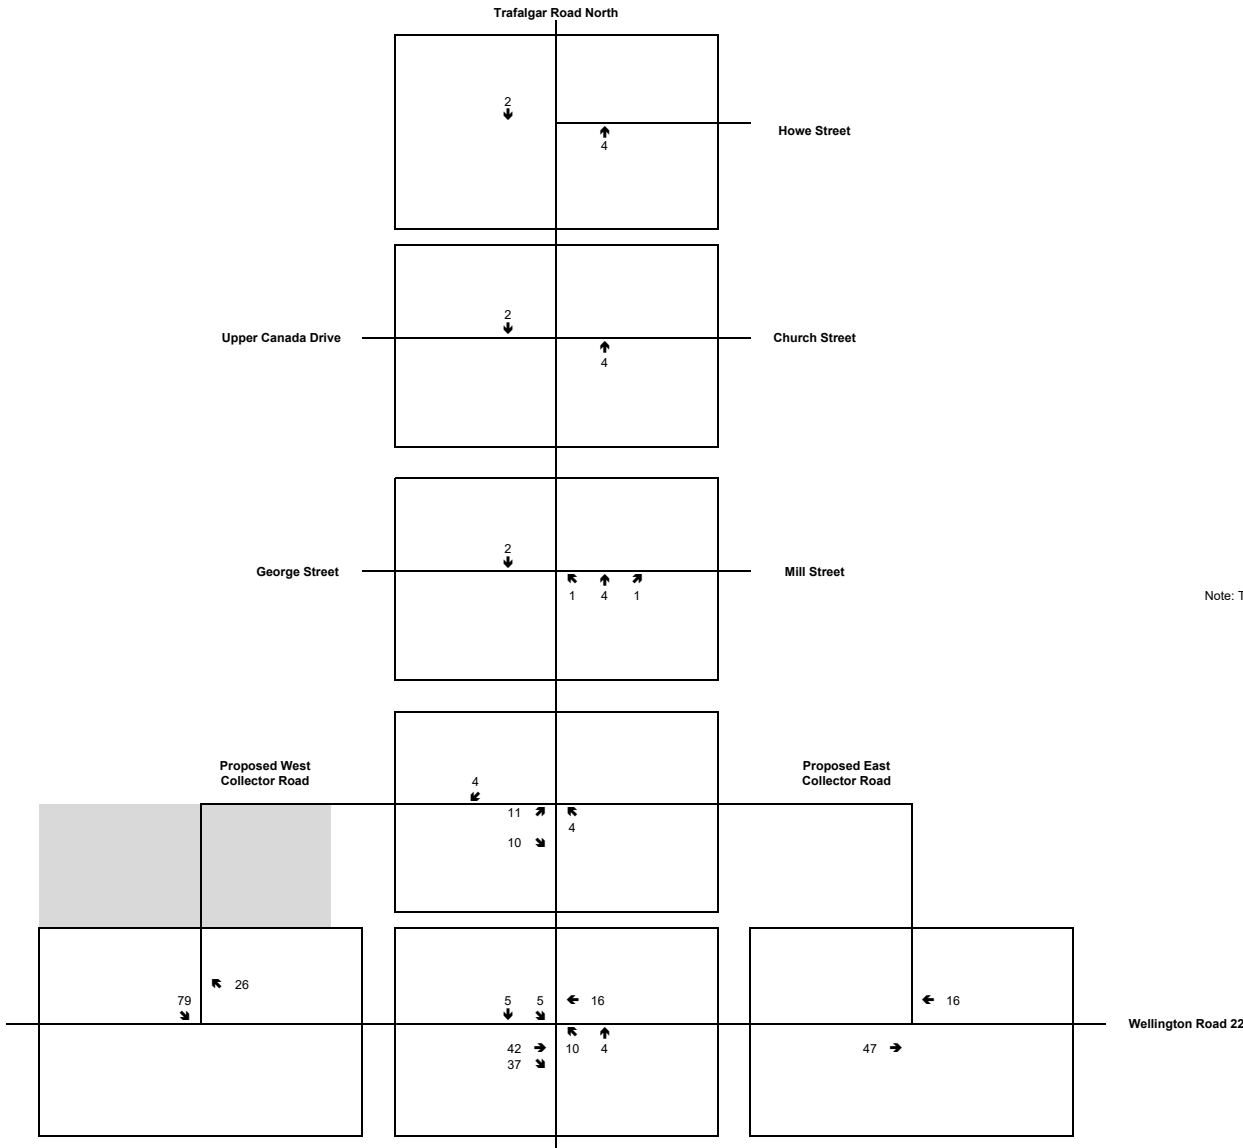 Trafalgar Road North
2
Howe Street
4
2
Upper Canada Drive
Church Street
4
2
George Street
Mill Street
1 4 1
Note: T
Proposed West
Collector Road
Proposed East
Collector Road
4
11
4
10
26
79
5 5 16
16
Wellington Road 22
42 10 4
47
37